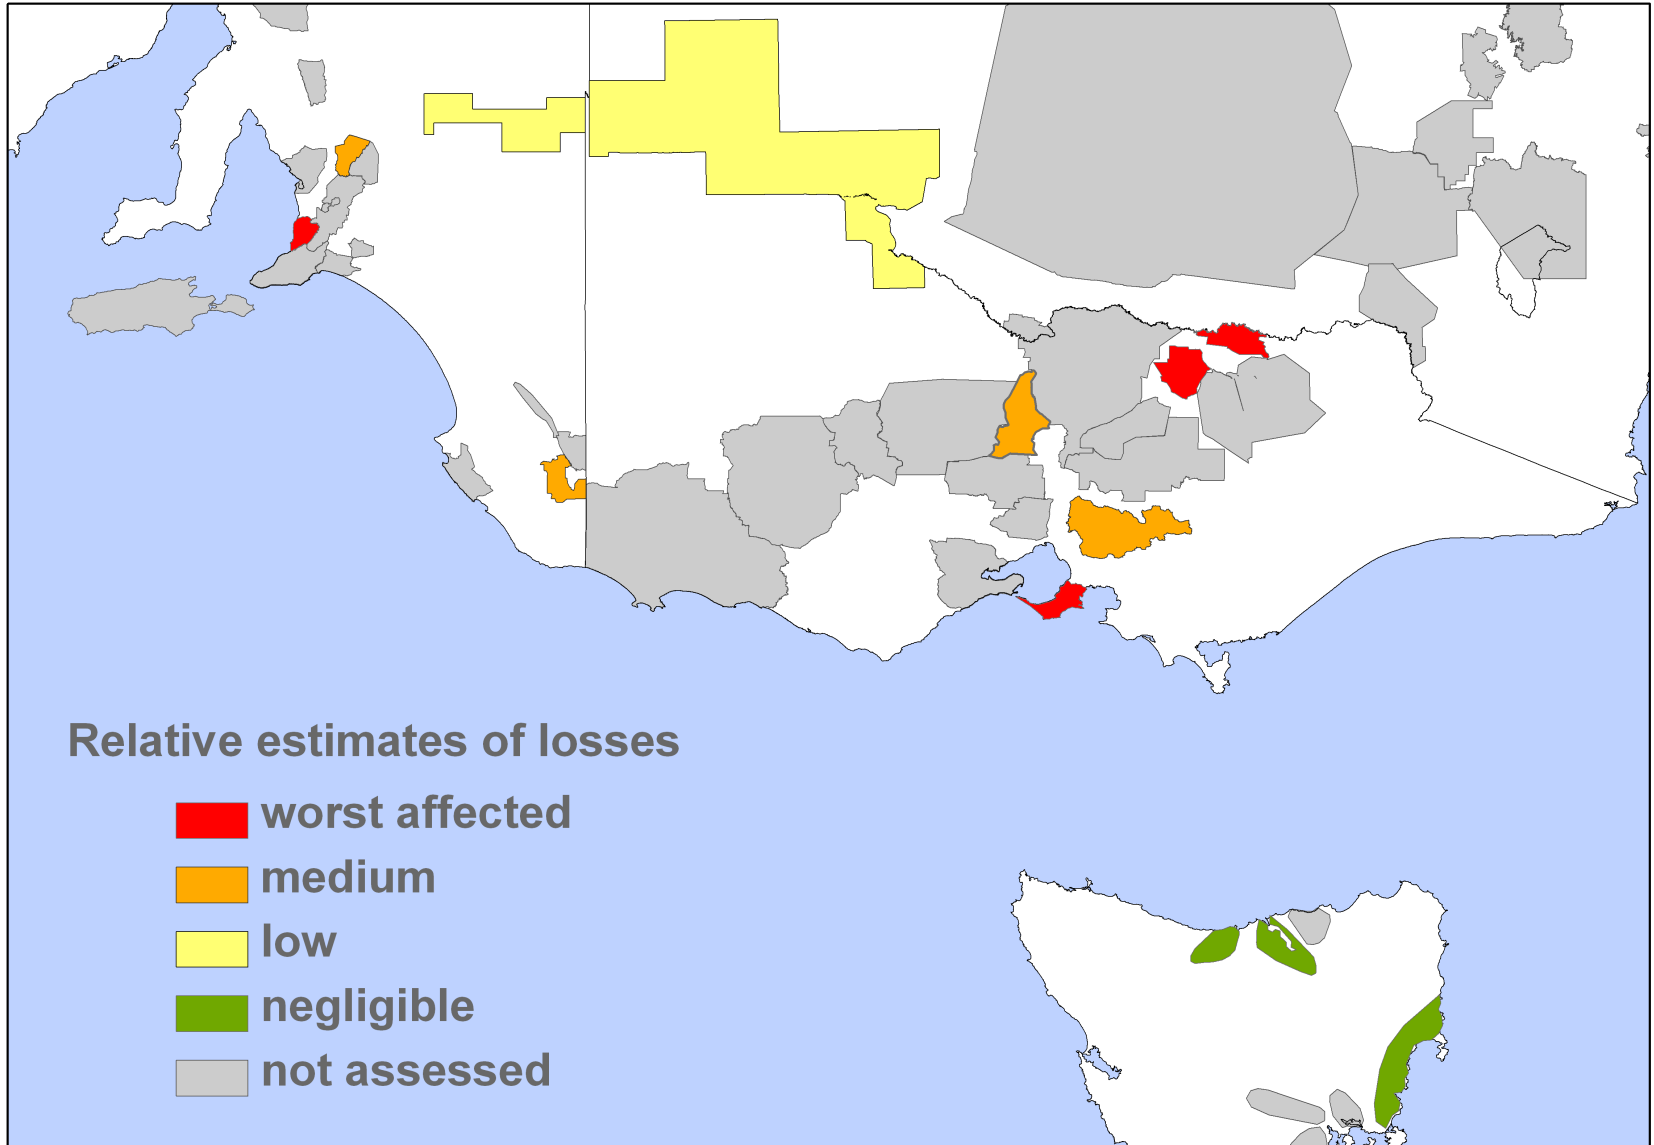 Relative estimates of losses
worst affected
medium
low
negligible
not assessed